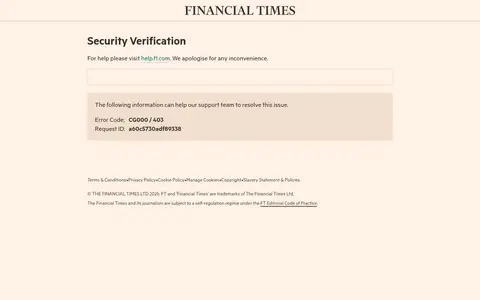 FINANCIAL TIMES
Security Verification
For help please visit help.ft.com. We apologise for any inconvenience.
The following information can help our support team to resolve this issue.
Error Code: CG000 / 403
Request ID: a60c5730adf89338
Terms & Conditions•Privacy Policy•Cookie Policy•Manage Cookies•Copyright•Slavery Statement & Policies
© THE FINANCIAL TIMES LTD 2026. FT and 'Financial Times' are trademarks of The Financial Times Ltd.
The Financial Times and its journalism are subject to a self-regulation regime under the FT Editorial Code of Practice.